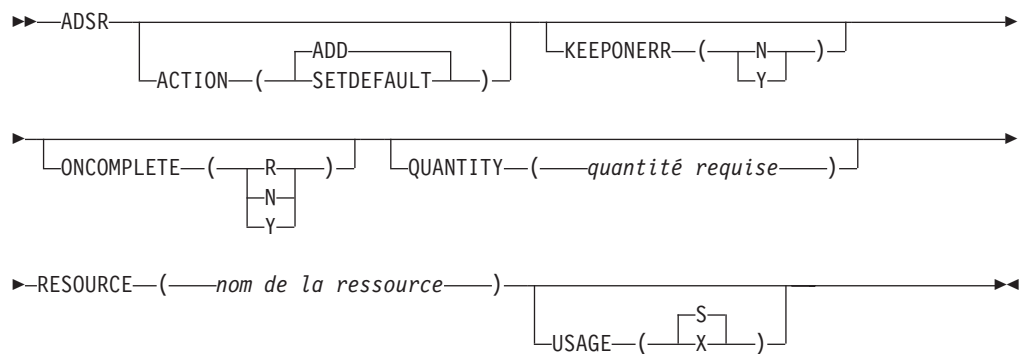 ADSR
ADD
ACTION ( SETDEFAULT )
KEEPONERR ( N )
Y
ONCOMPLETE ( R )
N
Y
QUANTITY ( quantité requise )
RESOURCE ( nom de la ressource )
S
USAGE ( X )